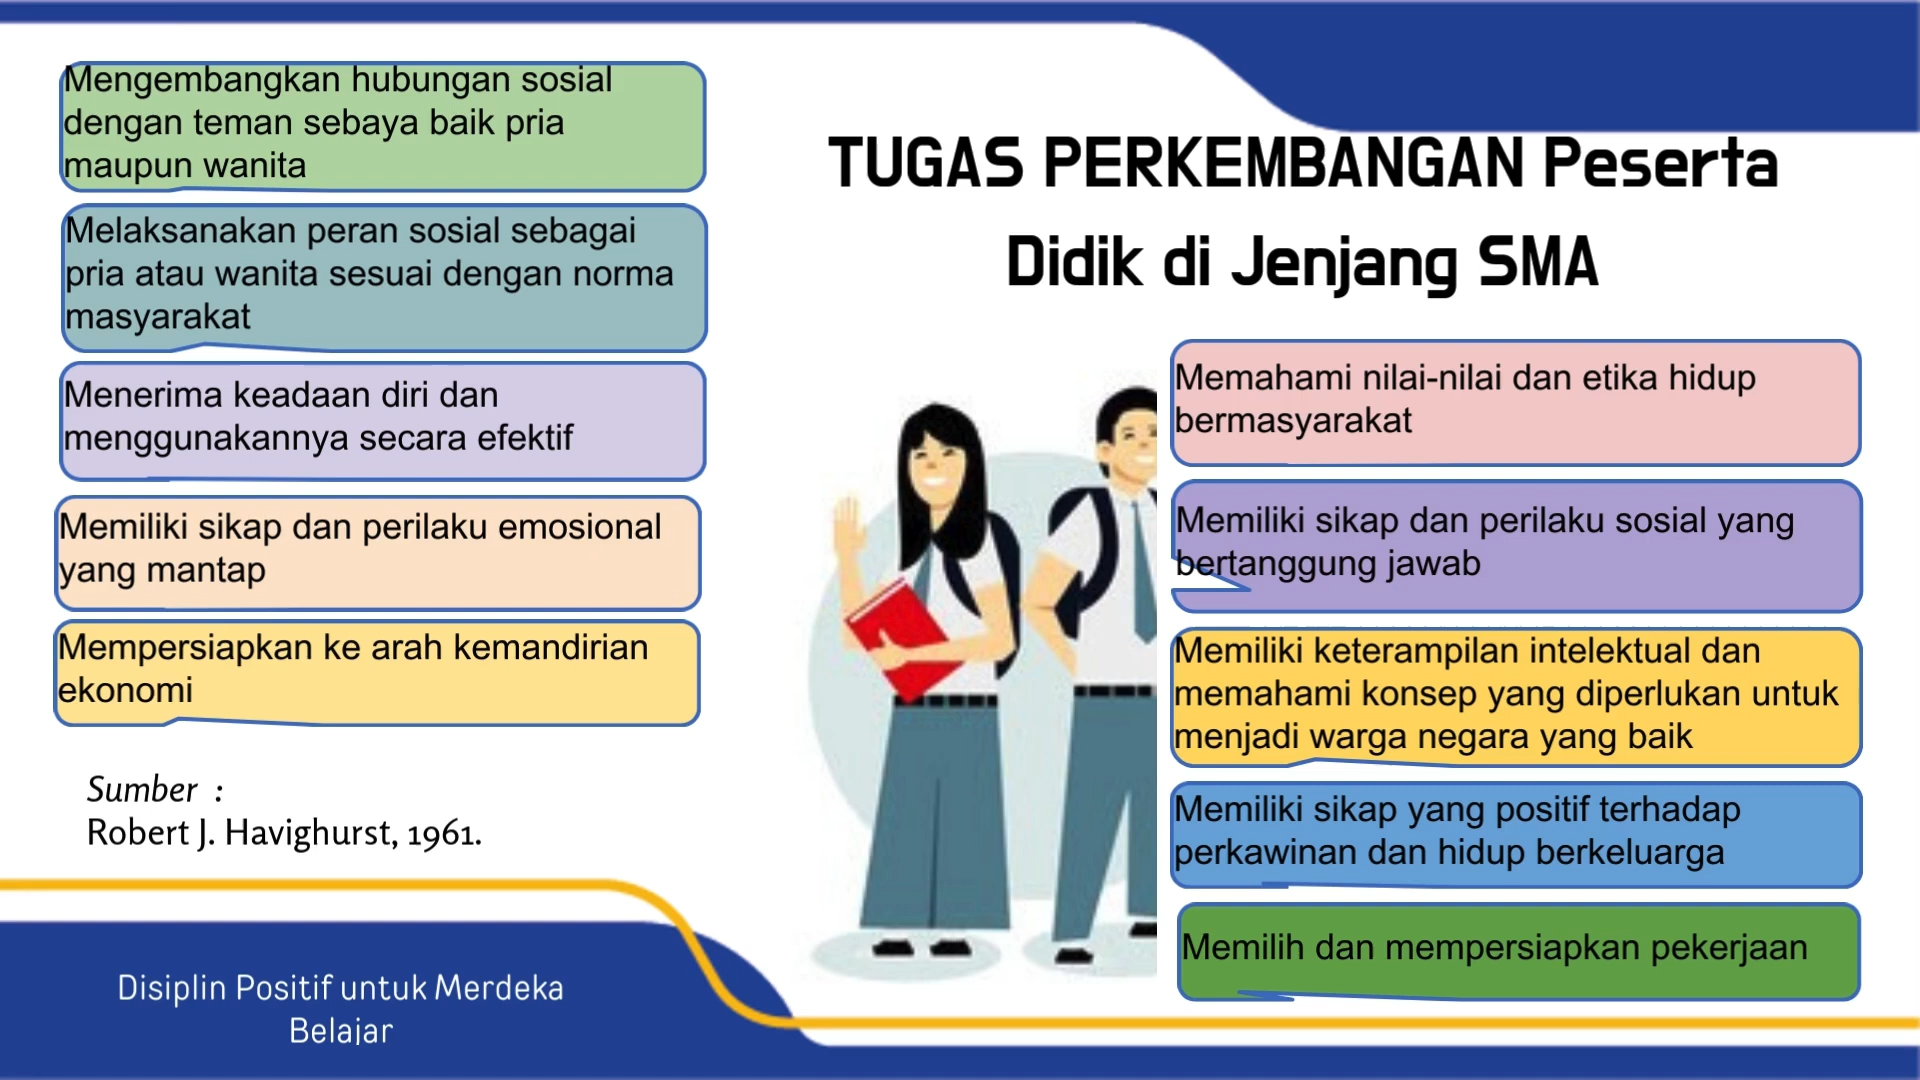 TUGAS PERKEMBANGAN Peserta
Didik di Jenjang SMA
Mengembangkan hubungan sosial
dengan teman sebaya baik pria
maupun wanita
Melaksanakan peran sosial sebagai
pria atau wanita sesuai dengan norma
masyarakat
Menerima keadaan diri dan
menggunakannya secara efektif
Memiliki sikap dan perilaku emosional
yang mantap
Mempersiapkan ke arah kemandirian
ekonomi
Memahami nilai-nilai dan etika hidup
bermasyarakat
Memiliki sikap dan perilaku sosial yang
bertanggung jawab
Memiliki keterampilan intelektual dan
memahami konsep yang diperlukan untuk
menjadi warga negara yang baik
Memiliki sikap yang positif terhadap
perkawinan dan hidup berkeluarga
Memilih dan mempersiapkan pekerjaan
Sumber :
Robert J. Havighurst, 1961.
Disiplin Positif untuk Merdeka
Belajar